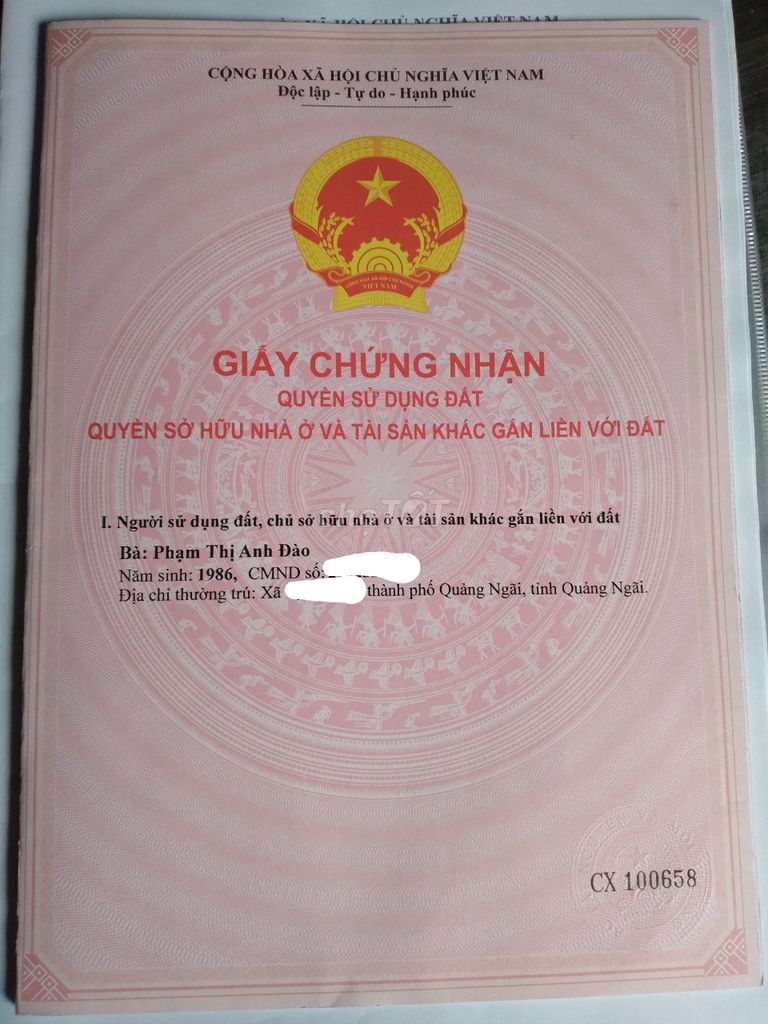 CỘNG HÒA XÃ HỘI CHỦ NGHĨA VIỆT NAM
Độc lập - Tự do - Hạnh phúc
CỘNG HÒA XÃ HỘI CHỦ NGHĨA
VIỆT NAM
GIẤY CHỨNG NHẬN
QUYỀN SỬ DỤNG ĐẤT
QUYỀN SỞ HỮU NHÀ Ở VÀ TÀI SẢN KHÁC GẮN LIỀN VỚI ĐẤT
chợTỐT
I. Người sử dụng đất, chủ sở hữu nhà ở và tài sản khác gắn liền với đất
Bà: Phạm Thị Anh Đào
Năm sinh: 1986, CMND số:
Địa chỉ thường trú: Xã thành phố Quảng Ngãi, tỉnh Quảng Ngãi.
CX 100658